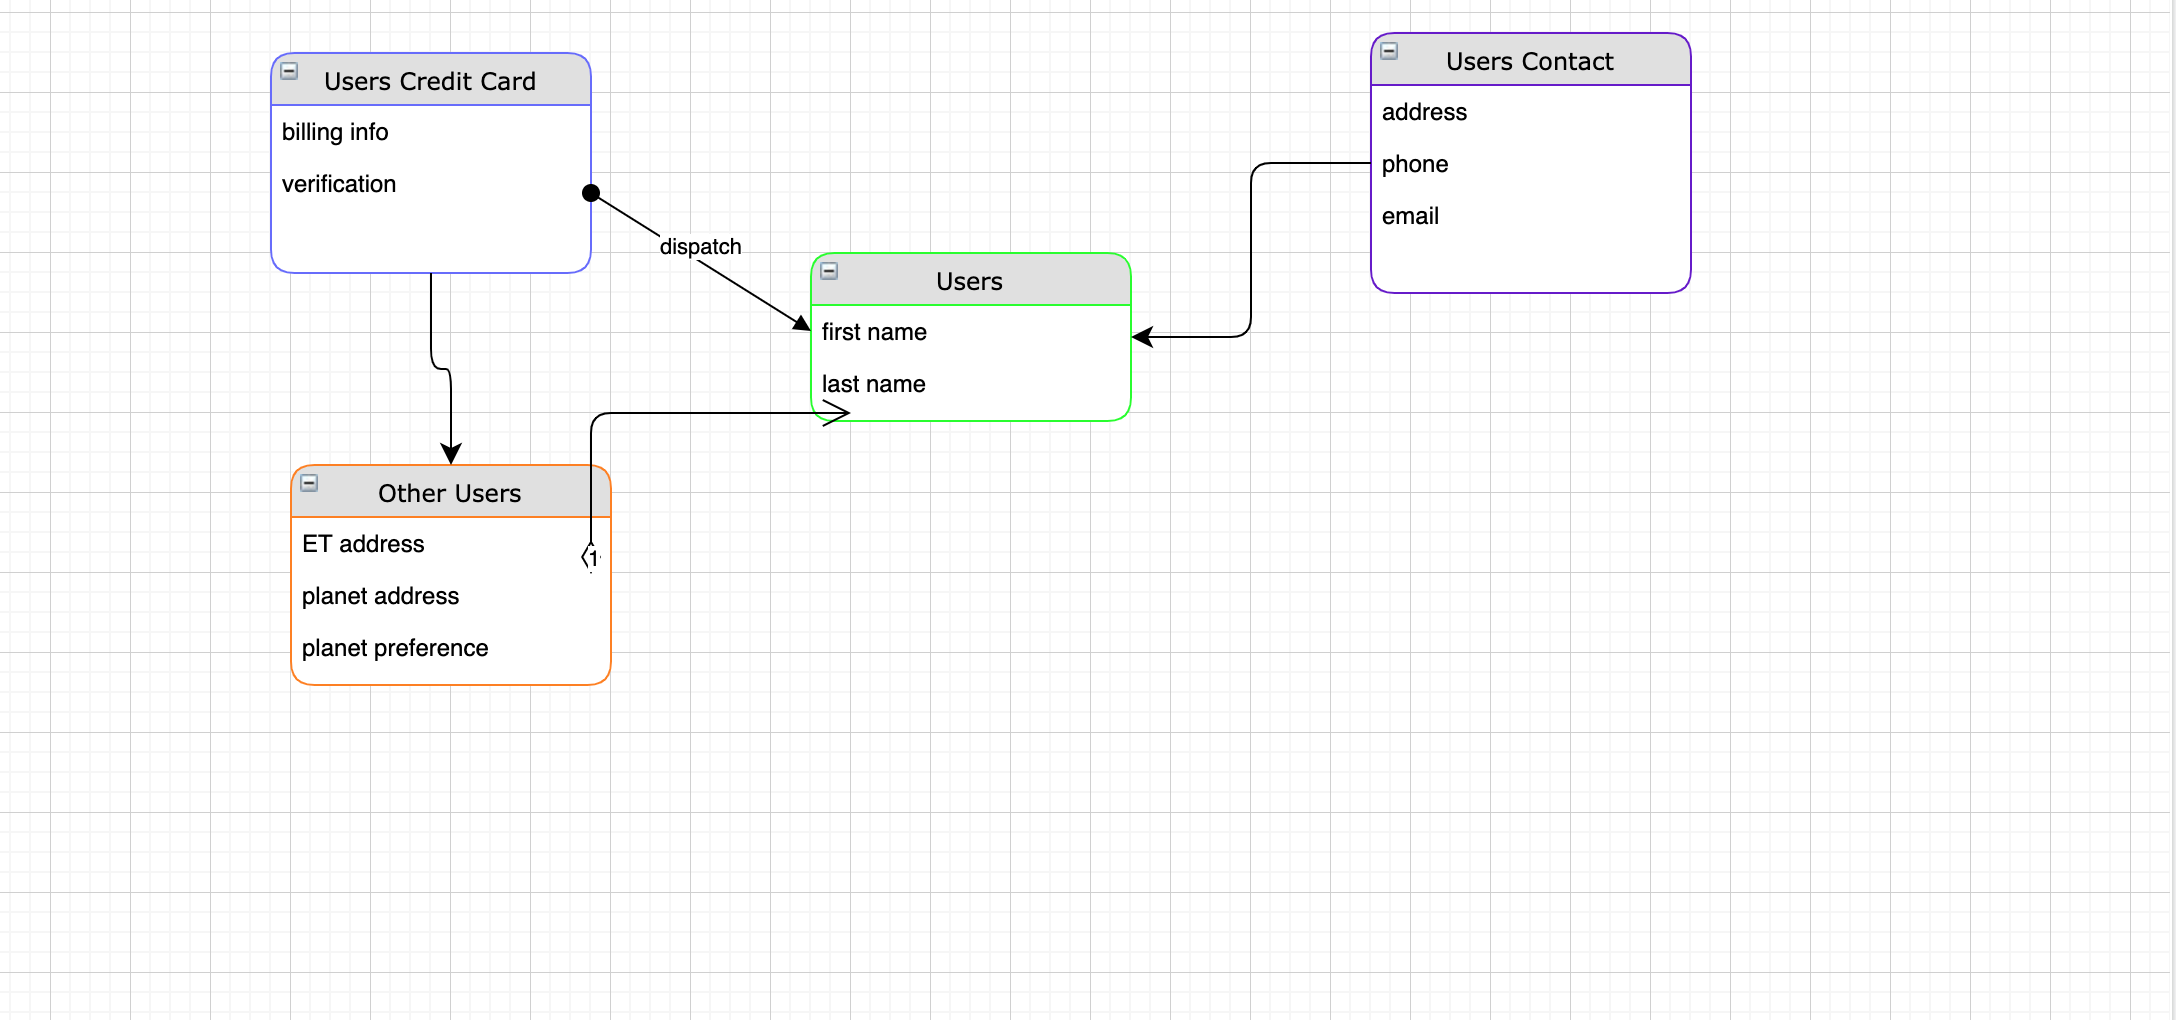 Users Credit Card
billing info
verification
dispatch
Users Contact
address
phone
email
Users
first name
last name
Other Users
ET address
planet address
planet preference
1